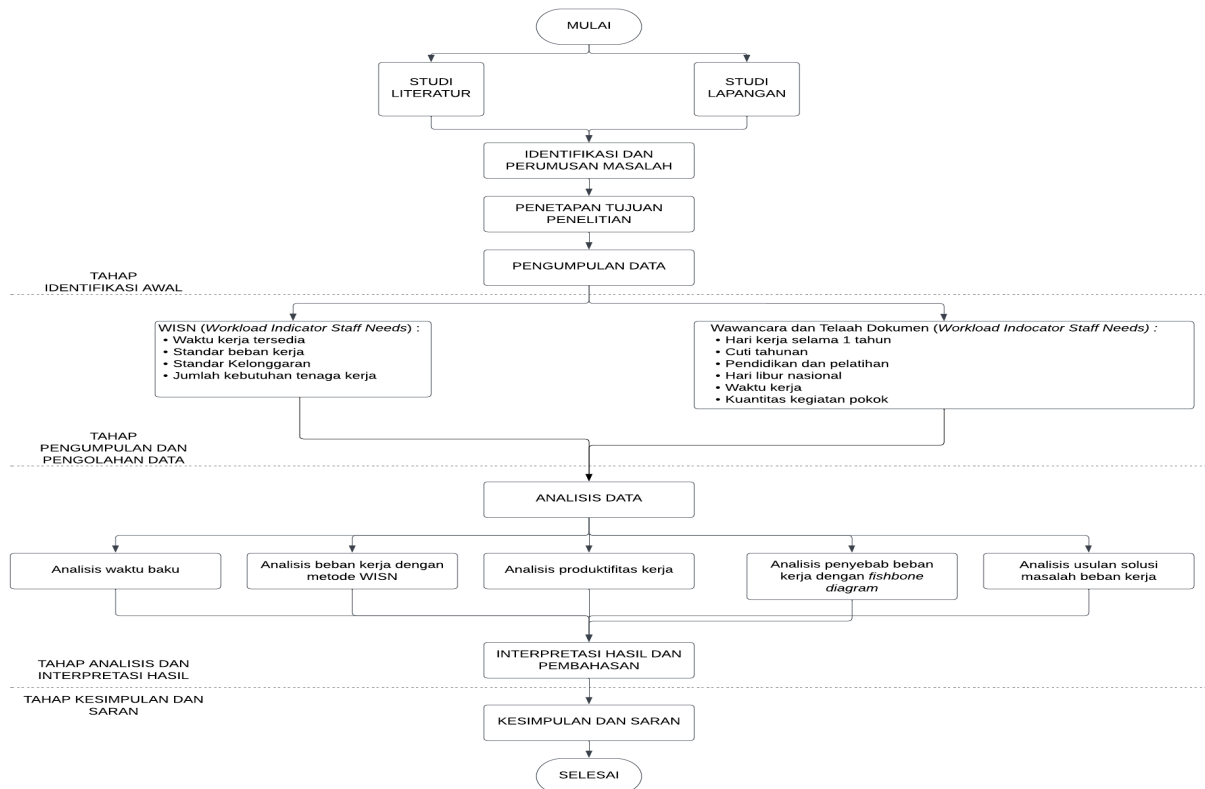 MULAI
STUDI
LITERATUR
STUDI
LAPANGAN
IDENTIFIKASI DAN
PERUMUSAN MASALAH
PENETAPAN TUJUAN
PENELITIAN
PENGUMPULAN DATA
TAHAP
IDENTIFIKASI AWAL
WISN (Workload Indicator Staff Needs) :
• Waktu kerja tersedia
• Standar beban kerja
• Standar Kelonggaran
• Jumlah kebutuhan tenaga kerja
Wawancara dan Telaah Dokumen (Workload Indocator Staff Needs) :
• Hari kerja selama 1 tahun
• Cuti tahunan
• Pendidikan dan pelatihan
• Hari libur nasional
• Waktu kerja
• Kuantitas kegiatan pokok
TAHAP
PENGUMPULAN DAN
PENGOLAHAN DATA
ANALISIS DATA
Analisis waktu baku
Analisis beban kerja dengan
metode WISN
Analisis produktifitas kerja
Analisis penyebab beban
kerja dengan fishbone
diagram
Analisis usulan solusi
masalah beban kerja
INTERPRETASI HASIL DAN
PEMBAHASAN
TAHAP ANALISIS DAN
INTERPRETASI HASIL
TAHAP KESIMPULAN DAN
SARAN
KESIMPULAN DAN SARAN
SELESAI